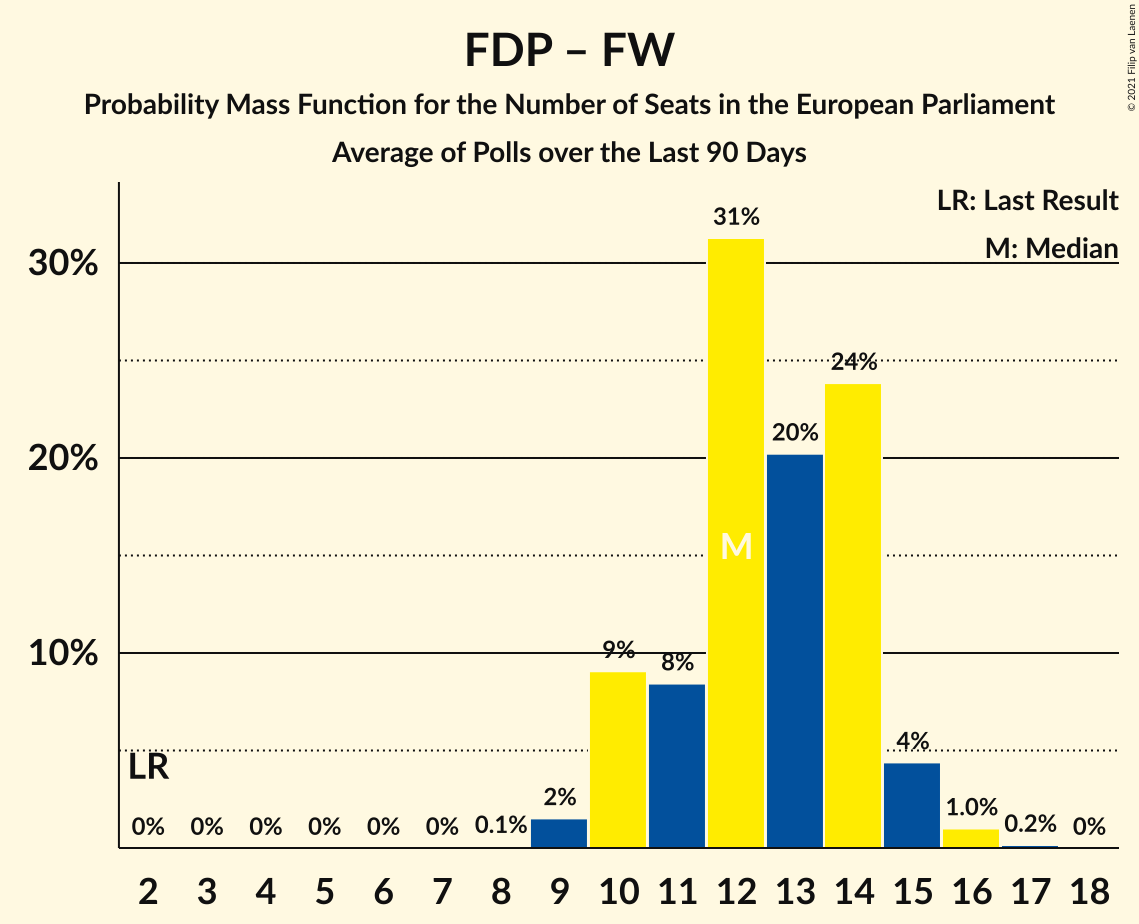 FDP – FW
Probability Mass Function for the Number of Seats in the European Parliament
Average of Polls over the Last 90 Days
© 2021 Filip van Laenen
LR: Last Result
M: Median
30%
20%
10%
31%
24%
20%
M
9%
8%
4%
LR
2%
1.0%
0% 0% 0% 0% 0% 0% 0.1% 0.2% 0%
2 3 4 5 6 7 8 9 10 11 12 13 14 15 16 17 18